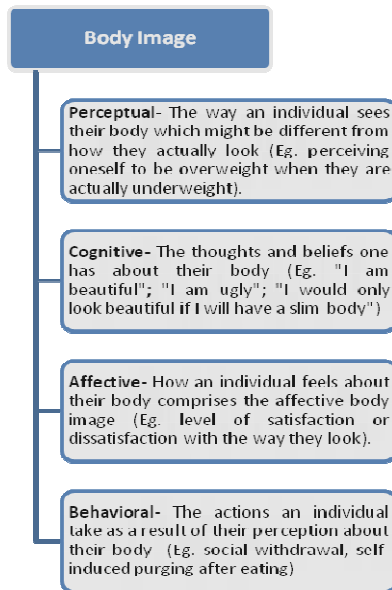 Body Image
Perceptual- The way an individual sees
their body which might be different from
how they actually look (Eg. perceiving
oneself to be overweight when they are
actually underweight).
Cognitive- The thoughts and beliefs one
has about their body (Eg. "I am
beautiful"; "I am ugly"; "I would only
look beautiful if I will have a slim body")
Affective- How an individual feels about
their body comprises the affective body
image (Eg. level of satisfaction or
dissatisfaction with the way they look).
Behavioral- The actions an individual
take as a result of their perception about
their body (Eg. social withdrawal, self
induced purging after eating)